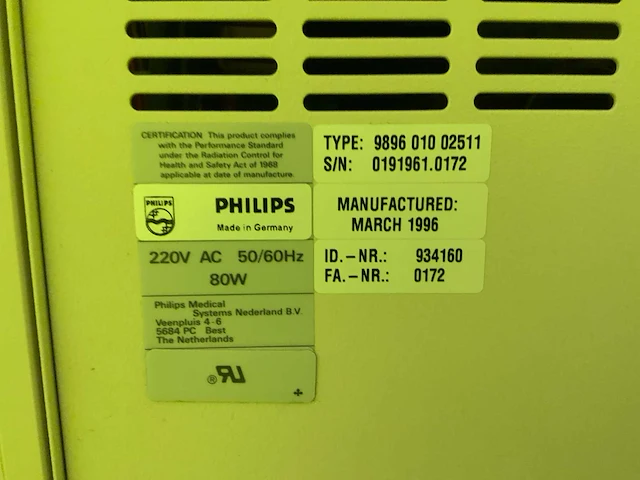 CERTIFICATION This product complies
with the Performance Standard
under the Radiation Control for
Health and Safety Act of 1968
applicable at date of manufacture.
PHILIPS
PHILIPS
Made in Germany
220V AC 50/60Hz
80W
Philips Medical
Systems Nederland B.V.
Veenpluis 4-6
5684 PC Best
The Netherlands
RU®
TYPE: 9896 010 02511
S/N: 0191961.0172
MANUFACTURED:
MARCH 1996
ID.-NR.: 934160
FA.-NR.: 0172